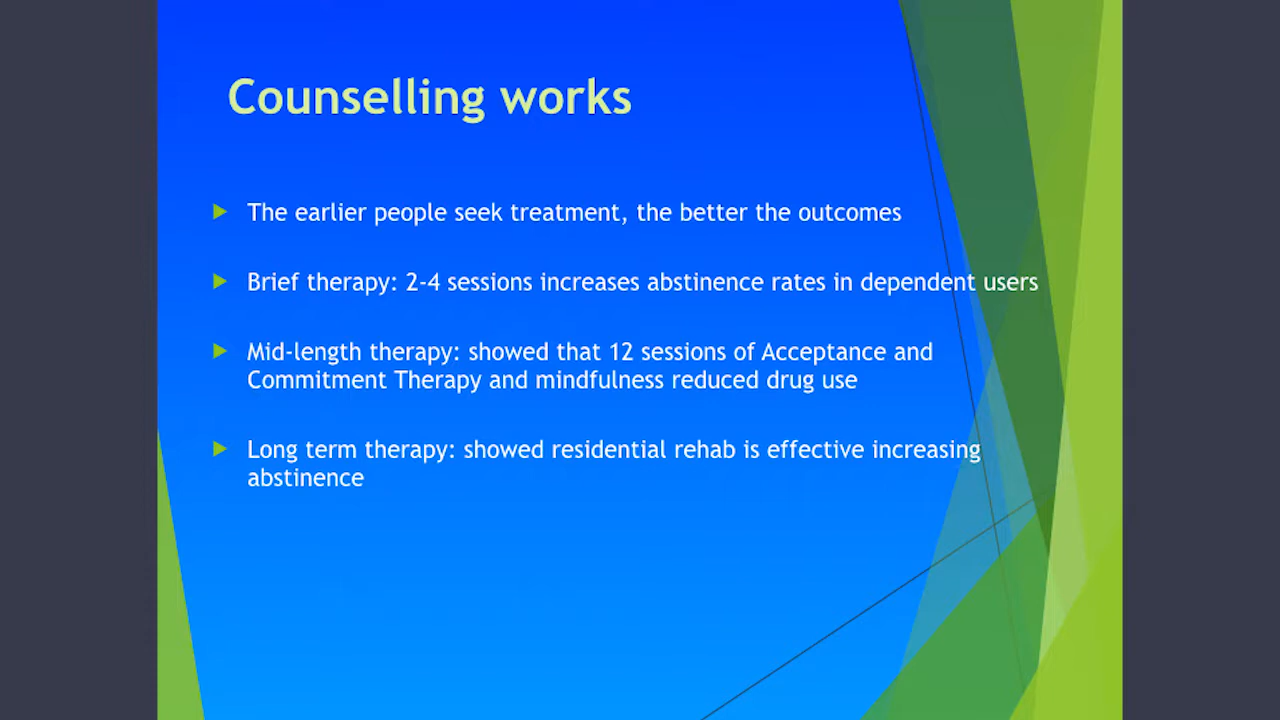 Counselling works
The earlier people seek treatment, the better the outcomes
Brief therapy: 2-4 sessions increases abstinence rates in dependent users
Mid-length therapy: showed that 12 sessions of Acceptance and
Commitment Therapy and mindfulness reduced drug use
Long term therapy: showed residential rehab is effective increasing
abstinence